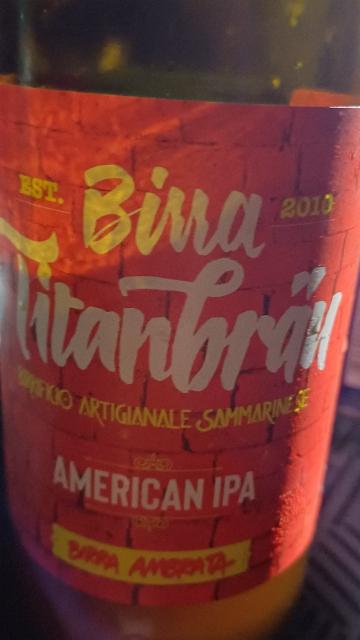 EST. Birra 2010
Titanbräu
BIRRIFICIO ARTIGIANALE SAMMARINESE
AMERICAN IPA
BIRRA AMBRATA